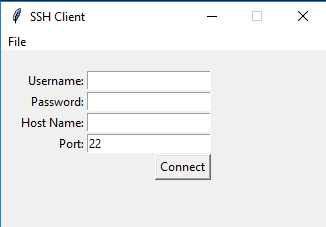 SSH Client
File
Username:
Password:
Host Name:
Port: 22
Connect